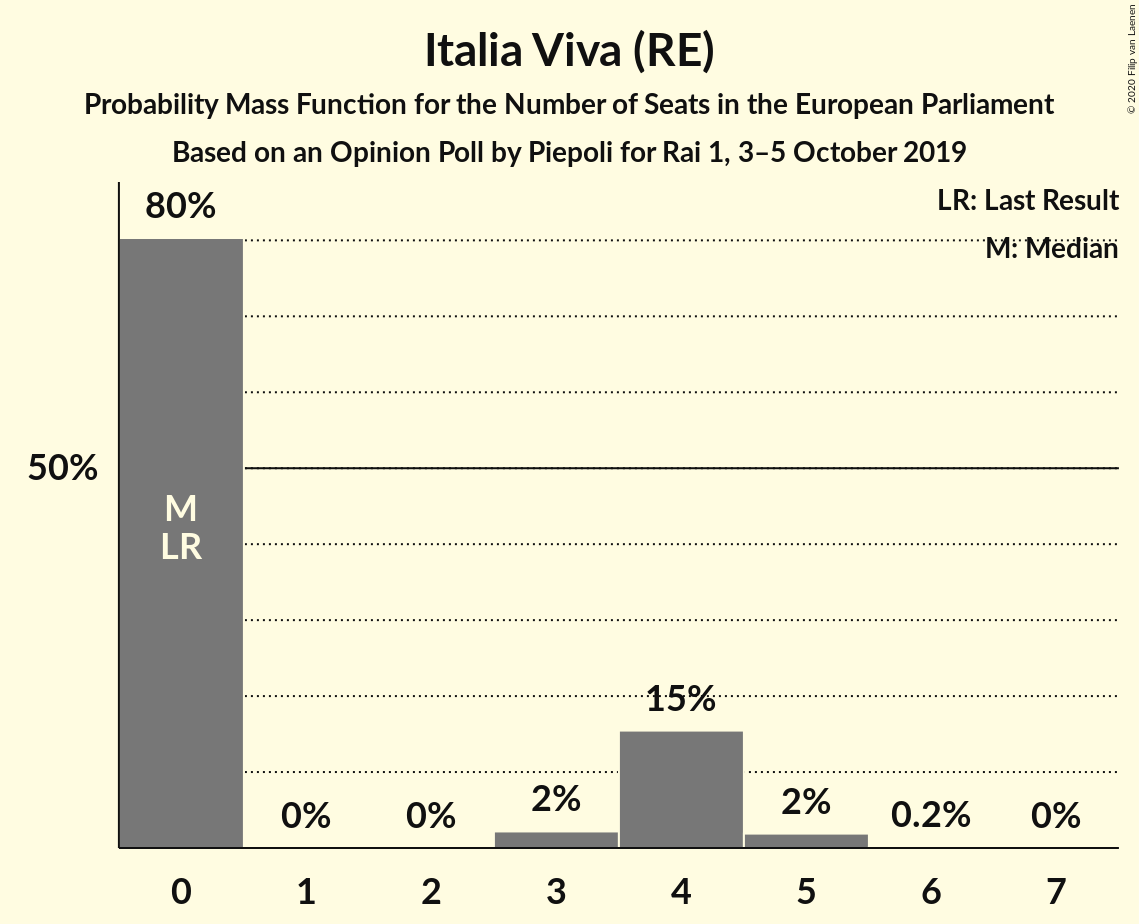 Italia Viva (RE)
Probability Mass Function for the Number of Seats in the European Parliament
Based on an Opinion Poll by Piepoli for Rai 1, 3–5 October 2019
© 2020 Filip van Laenen
LR: Last Result
M: Median
80%
50%
M
LR
0%
0%
2%
15%
2%
0.2%
0%
0 1 2 3 4 5 6 7